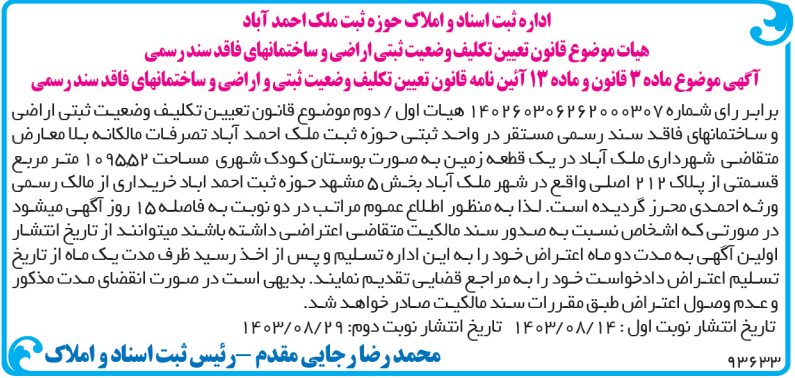 اداره ثبت اسناد و املاک حوزه ثبت ملک احمد آباد
هیات موضوع قانون تعیین تکلیف وضعیت ثبتی اراضی و ساختمانهای فاقد سند رسمی
آگهی موضوع ماده ۳ قانون و ماده ۱۳ آئین نامه قانون تعیین تکلیف وضعیت ثبتی و اراضی و ساختمانهای فاقد سند رسمی
برابر رای شماره ۱۴۰۲۶۰۳۰۶۲۶۲۰۰۰۳۰۷ هیات اول / دوم موضوع قانون تعیین تکلیف وضعیت ثبتی اراضی
و ساختمانهای فاقد سند رسمی مستقر در واحد ثبتی حوزه ثبت ملک احمد آباد تصرفات مالکانه بلا معارض
متقاضی شهرداری ملک آباد در یک قطعه زمین به صورت بوستان کودک شهری مساحت ۱۰۹۵،۵۲ متر مربع
قسمتی از پلاک ۲۱۲ اصلی واقع در شهر ملک آباد بخش ۵ مشهد حوزه ثبت احمد اباد خریداری از مالک رسمی
ورثه احمدی محرز گردیده است. لذا به منظور اطلاع عموم مراتب در دو نوبت به فاصله ۱۵ روز آگهی میشود
در صورتی که اشخاص نسبت به صدور سند مالکیت متقاضی اعتراضی داشته باشند میتوانند از تاریخ انتشار
اولین آگهی به مدت دو ماه اعتراض خود را به این اداره تسلیم و پس از اخذ رسید ظرف مدت یک ماه از تاریخ
تسلیم اعتراض دادخواست خود را به مراجع قضایی تقدیم نمایند. بدیهی است در صورت انقضای مدت مذکور
و عدم وصول اعتراض طبق مقررات سند مالکیت صادر خواهد شد.
تاریخ انتشار نوبت اول : ۱۴۰۳/۰۸/۱۴ تاریخ انتشار نوبت دوم: ۱۴۰۳/۰۸/۲۹
محمد رضا رجایی مقدم –رئیس ثبت اسناد و املاک
۹۳۶۳۳